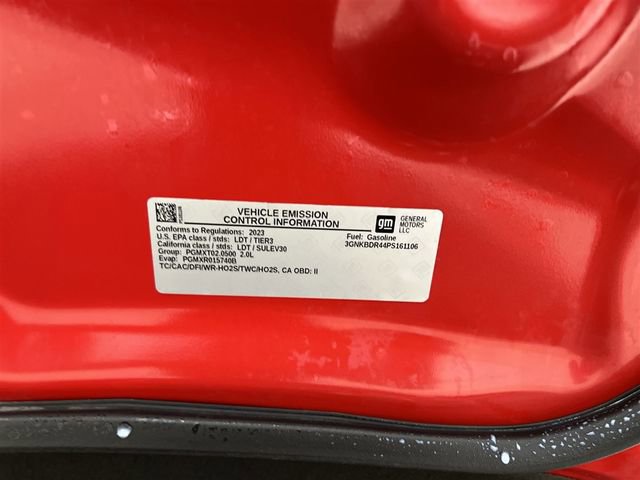 VEHICLE EMISSION
CONTROL INFORMATION
gm
GENERAL
MOTORS
LLC
Conforms to Regulations: 2023
Fuel: Gasoline
U.S. EPA class / stds: LDT / TIER3
3GNKBDR44PS161106
California class / stds: LDT / SULEV30
Group: PGMXT02.0500 2.0L
Evap: PGMXR015740B
TC/CAC/DFI/WR-HO2S/TWC/HO2S, CA OBD: II